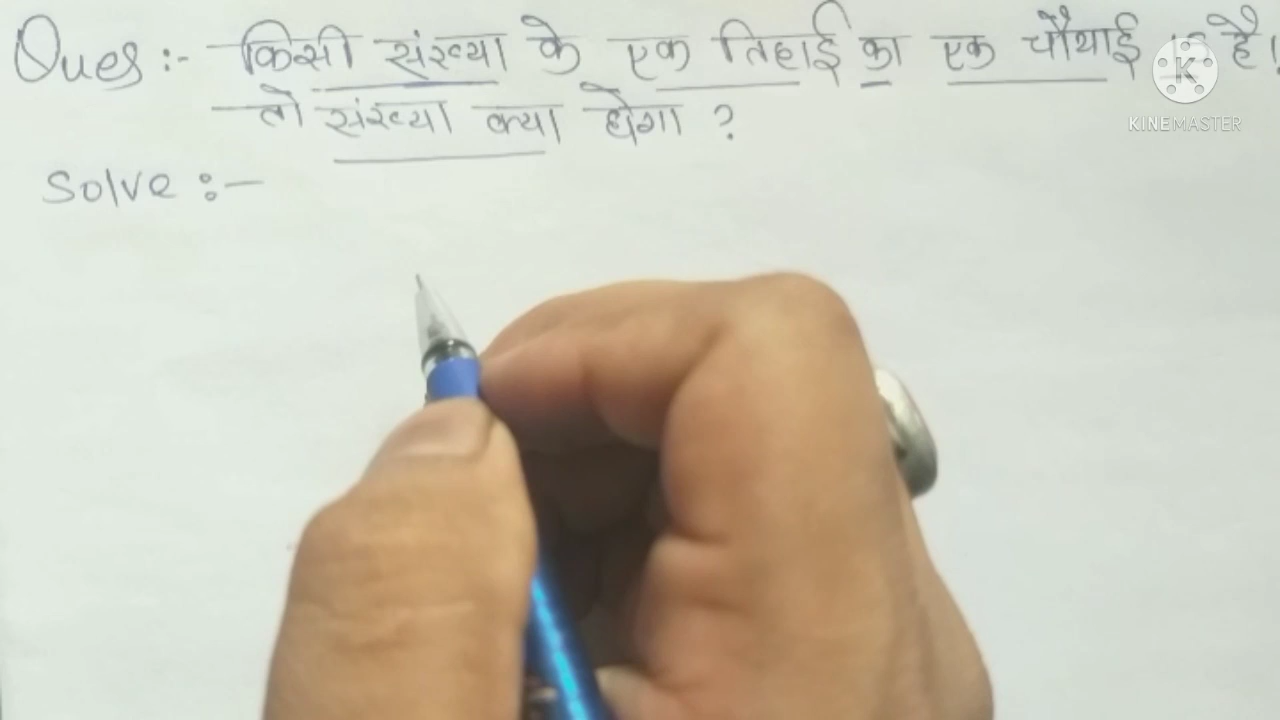 Ques :- किसी संख्या के एक तिहाई का एक चौथाई है।
तो संख्या क्या होगा ?
Solve :-
K
KINEMASTER